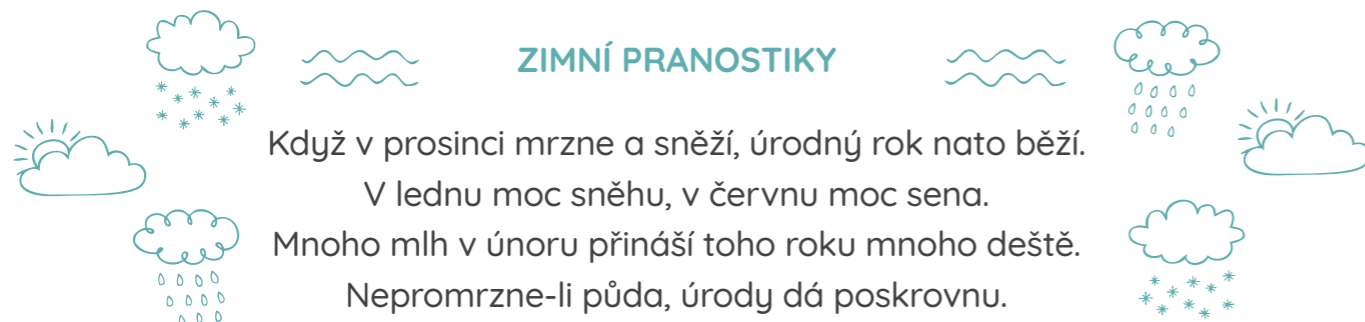 ZIMNÍ PRANOSTIKY
Když v prosinci mrzne a sněží, úrodný rok nato běží.
V lednu moc sněhu, v červnu moc sena.
Mnoho mlh v únoru přináší toho roku mnoho deště.
Nepromrzne-li půda, úrody dá poskrovnu.